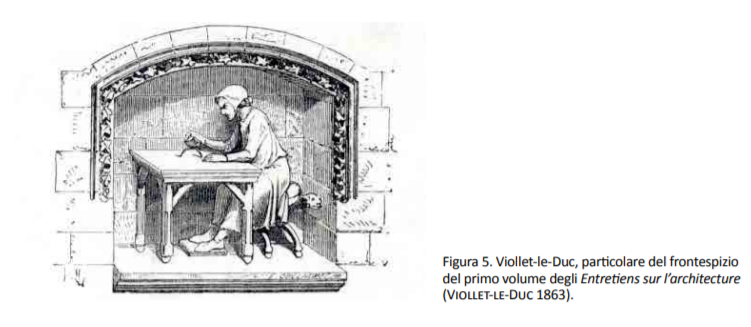 Figura 5. Viollet-le-Duc, particolare del frontespizio
del primo volume degli Entretiens sur l’architecture
(Viollet-le-Duc 1863).